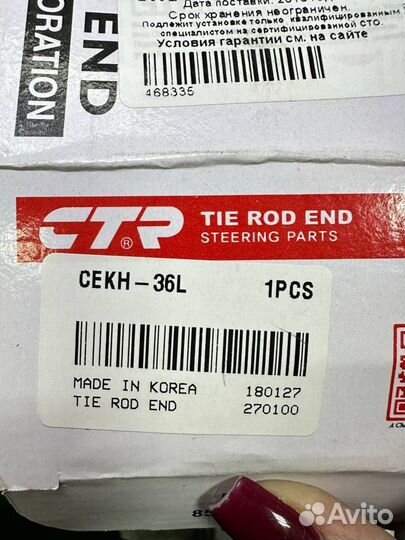 Дата поставки: 
Срок хранения неограничен.
Подлежит установке только квалифицированным
специалистом на сертифицированной СТО.
Условия гарантии см. на сайте
468335
END
ORATION
CTR ®
TIE ROD END
STEERING PARTS
CEKH-36L 1PCS
MADE IN KOREA 180127
TIE ROD END 270100
85
Avito